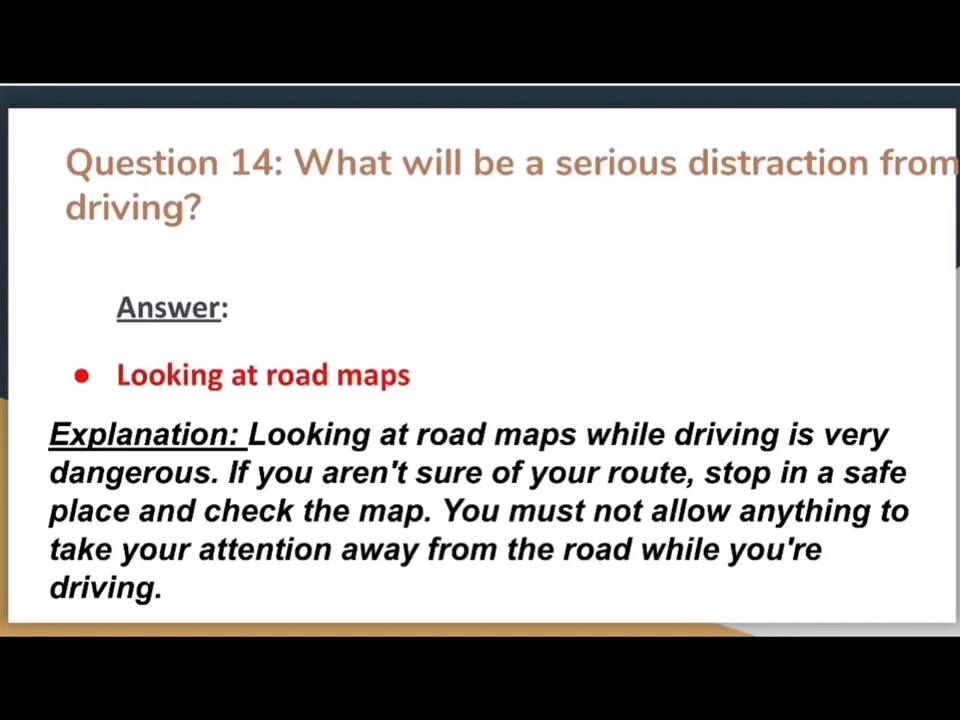 Question 14: What will be a serious distraction from
driving?
Answer:
● Looking at road maps
Explanation: Looking at road maps while driving is very
dangerous. If you aren't sure of your route, stop in a safe
place and check the map. You must not allow anything to
take your attention away from the road while you're
driving.